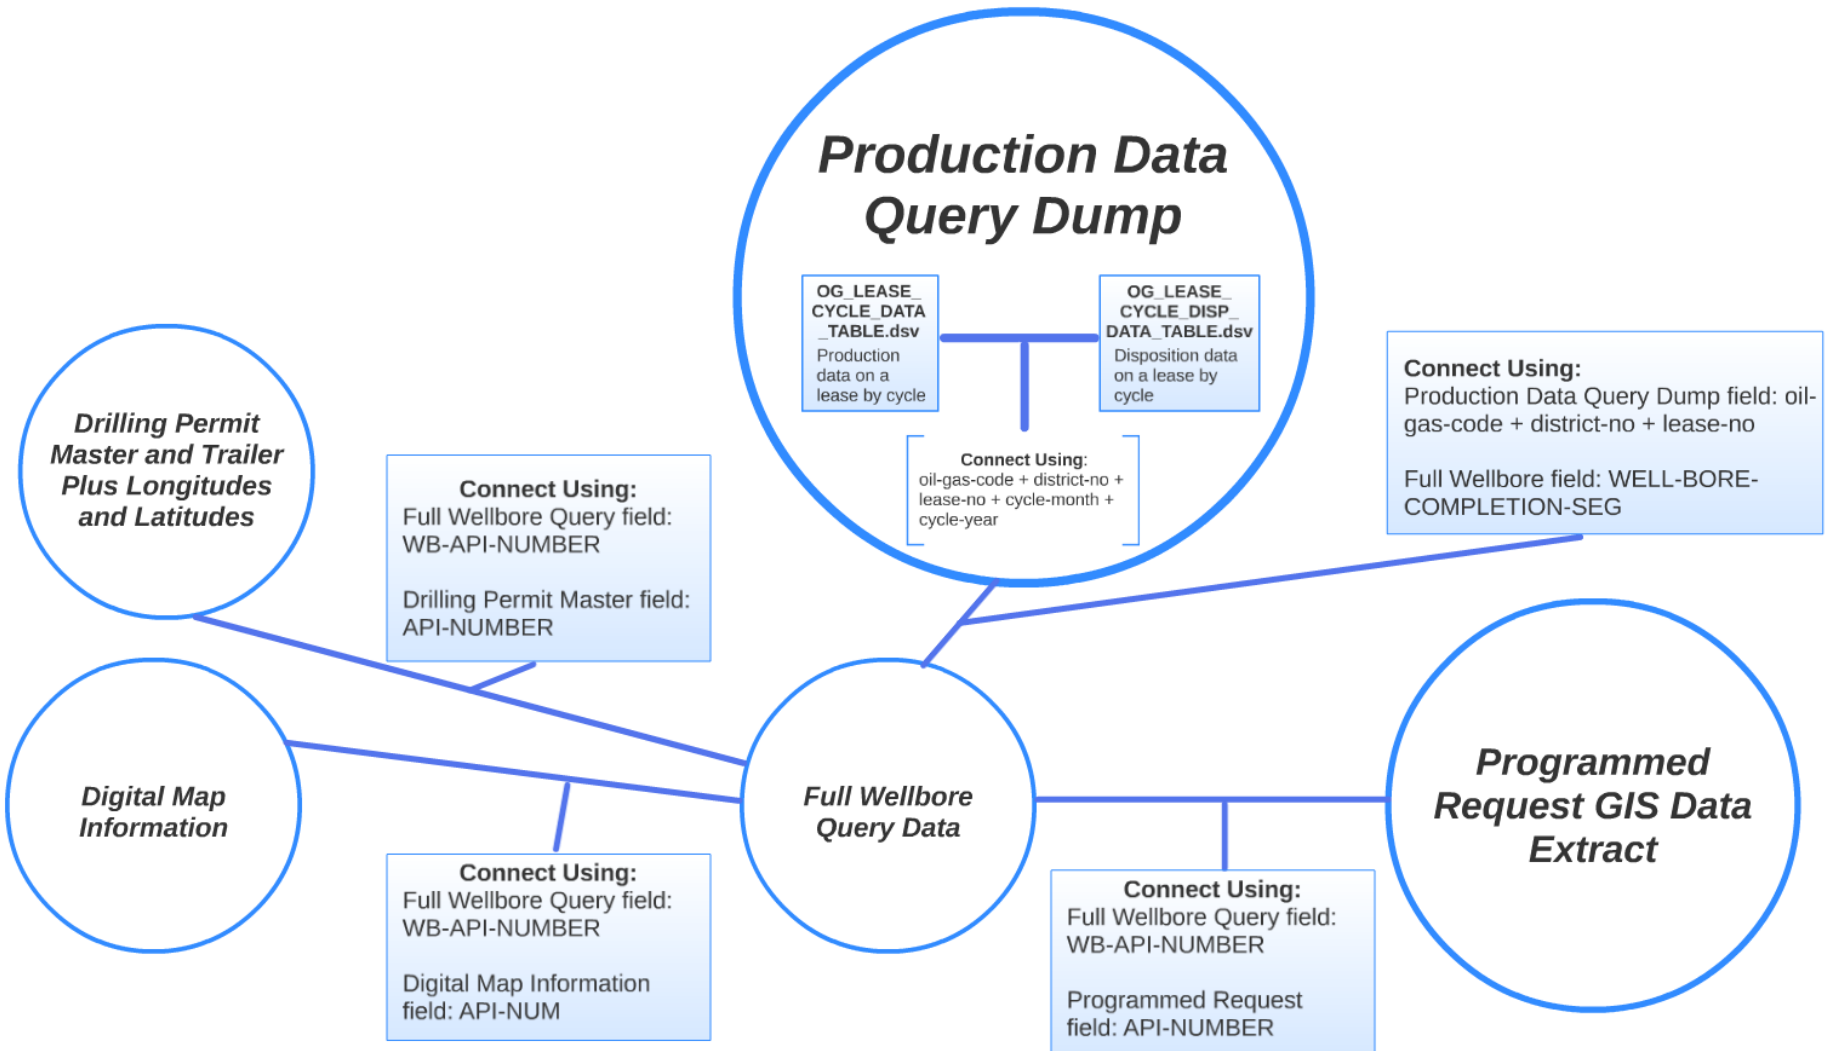 Production Data
Query Dump
OG_LEASE_
CYCLE_DATA
_TABLE.dsv
Production
data on a
lease by cycle
OG_LEASE_
CYCLE_DISP_
DATA_TABLE.dsv
Disposition data
on a lease by
cycle
Connect Using:
oil-gas-code + district-no +
lease-no + cycle-month +
cycle-year
Connect Using:
Production Data Query Dump field: oil-
gas-code + district-no + lease-no
Full Wellbore field: WELL-BORE-
COMPLETION-SEG
Drilling Permit
Master and Trailer
Plus Longitudes
and Latitudes
Connect Using:
Full Wellbore Query field:
WB-API-NUMBER
Drilling Permit Master field:
API-NUMBER
Digital Map
Information
Full Wellbore
Query Data
Programmed
Request GIS Data
Extract
Connect Using:
Full Wellbore Query field:
WB-API-NUMBER
Digital Map Information
field: API-NUM
Connect Using:
Full Wellbore Query field:
WB-API-NUMBER
Programmed Request
field: API-NUMBER